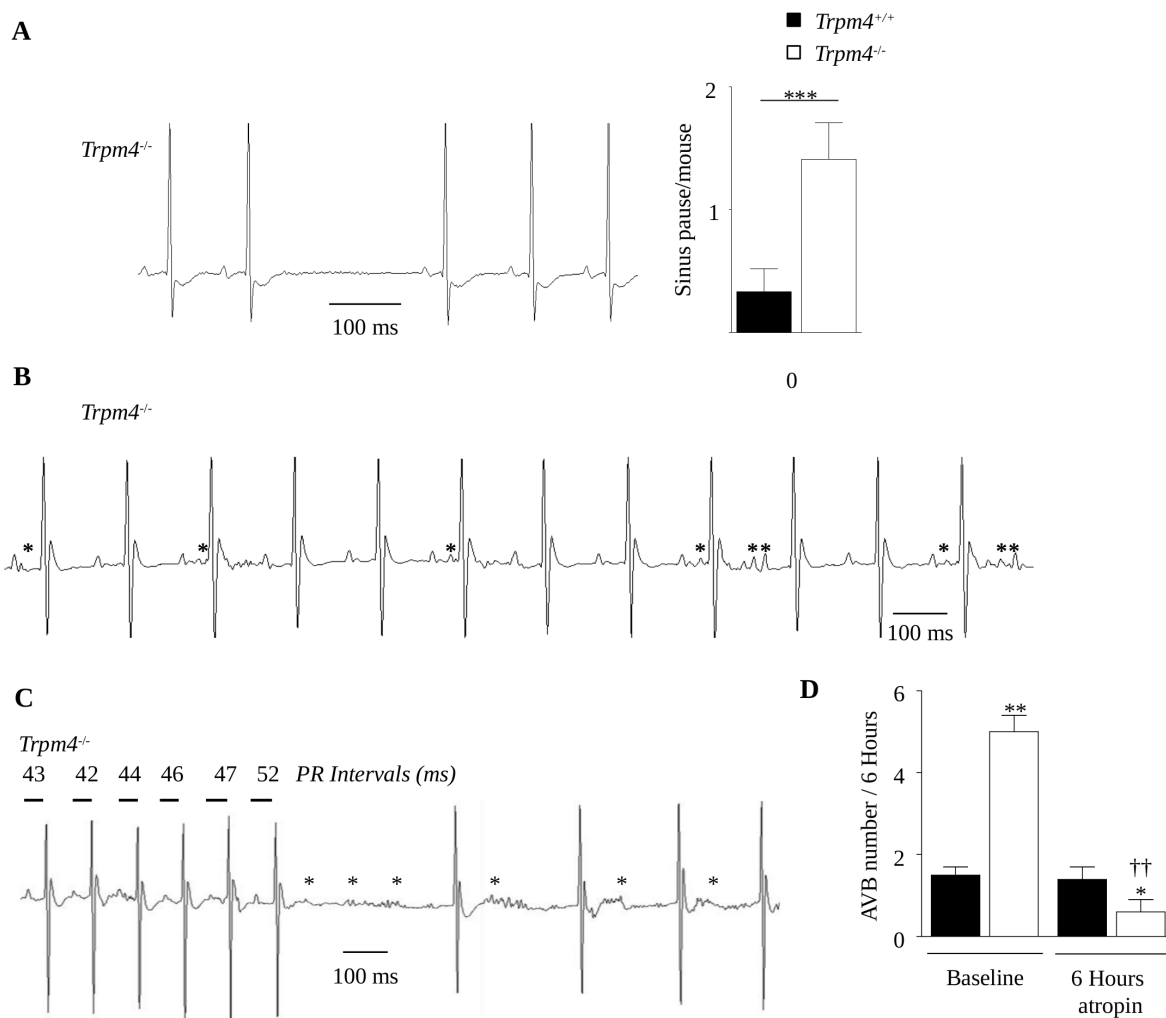 A
Trpm4+/+
Trpm4-/-
Trpm4-/-
Sinus pause/mouse
2
***
1
0
100 ms
B
Trpm4-/-
* * * * ** * **
100 ms
C
Trpm4-/-
43 42 44 46 47 52 PR Intervals (ms)
* * * * * *
100 ms
D
AVB number / 6 Hours
6
**
4
2
††
*
0
Baseline
6 Hours
atropin